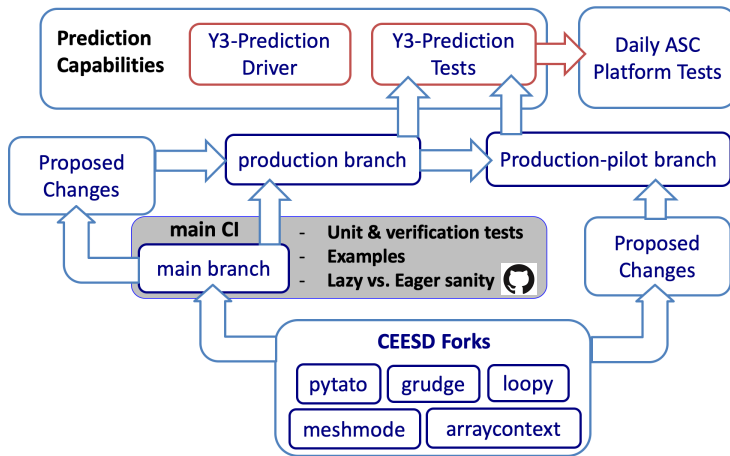 Prediction
Capabilities
Y3-Prediction
Driver
Y3-Prediction
Tests
Daily ASC
Platform Tests
Proposed
Changes
production branch
Production-pilot branch
main CI
main branch
- Unit & verification tests
- Examples
- Lazy vs. Eager sanity
Proposed
Changes
CEESD Forks
pytato
grudge
loopy
meshmode
arraycontext